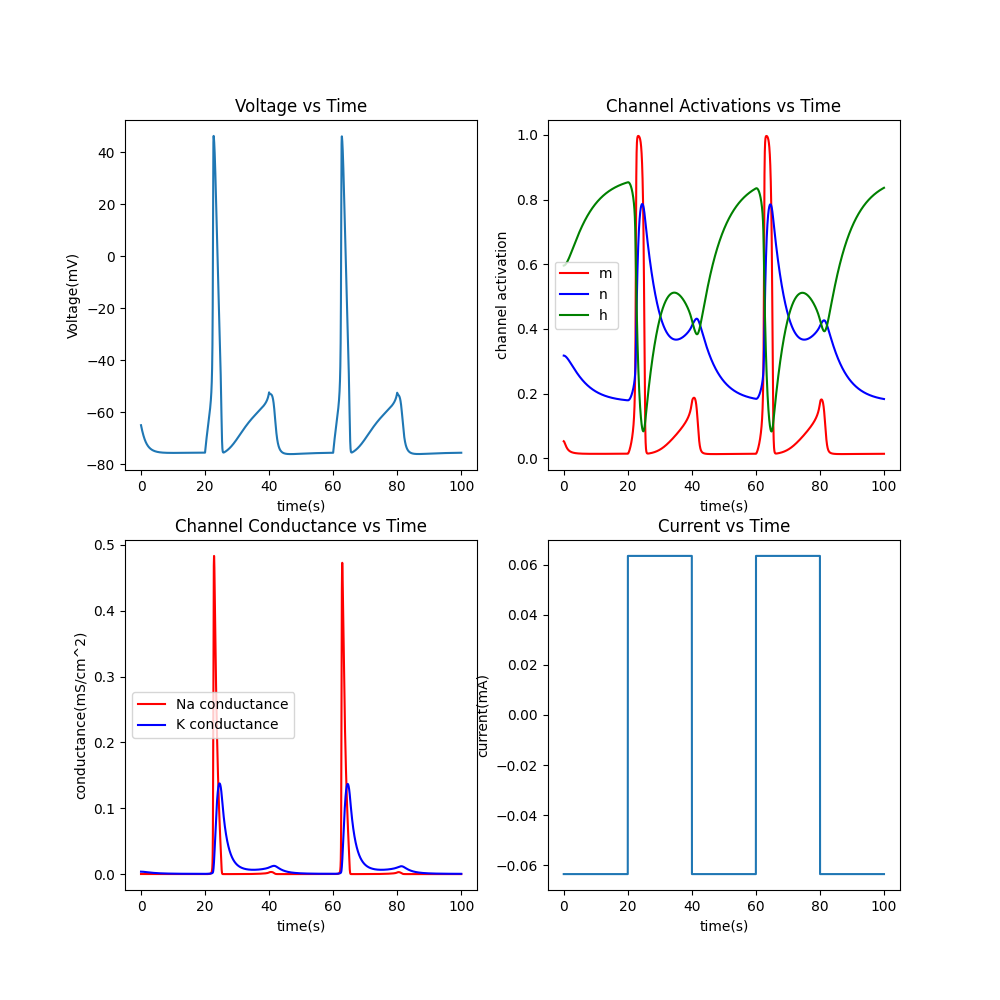 Voltage vs Time
Voltage(mV)
40
20
0
−20
−40
−60
−80
0 20 40 60 80 100
time(s)
Channel Activations vs Time
channel activation
1.0
0.8
0.6
0.4
0.2
0.0
m
n
h
0 20 40 60 80 100
time(s)
Channel Conductance vs Time
conductance(mS/cm^2)
0.5
0.4
0.3
0.2
0.1
0.0
Na conductance
K conductance
0 20 40 60 80 100
time(s)
Current vs Time
current(mA)
0.06
0.04
0.02
0.00
−0.02
−0.04
−0.06
0 20 40 60 80 100
time(s)